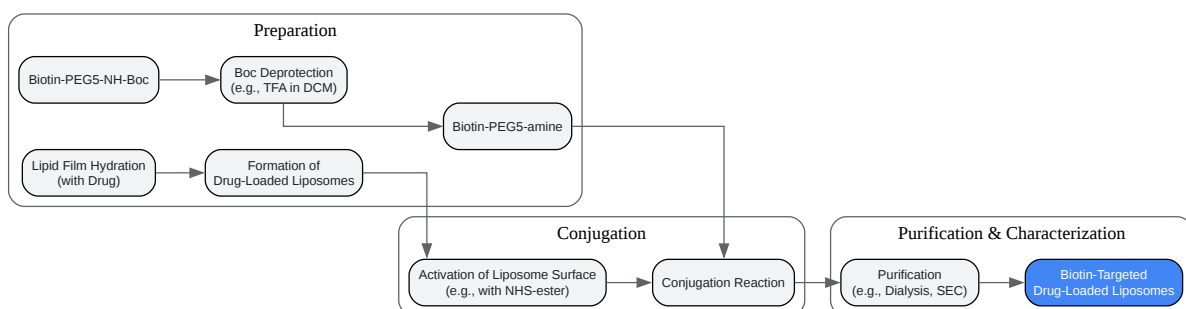 Preparation
Biotin-PEG5-NH-Boc
Boc Deprotection
(e.g., TFA in DCM)
Biotin-PEG5-amine
Lipid Film Hydration
(with Drug)
Formation of
Drug-Loaded Liposomes
Conjugation
Activation of Liposome Surface
(e.g., with NHS-ester)
Conjugation Reaction
Purification & Characterization
Purification
(e.g., Dialysis, SEC)
Biotin-Targeted
Drug-Loaded Liposomes